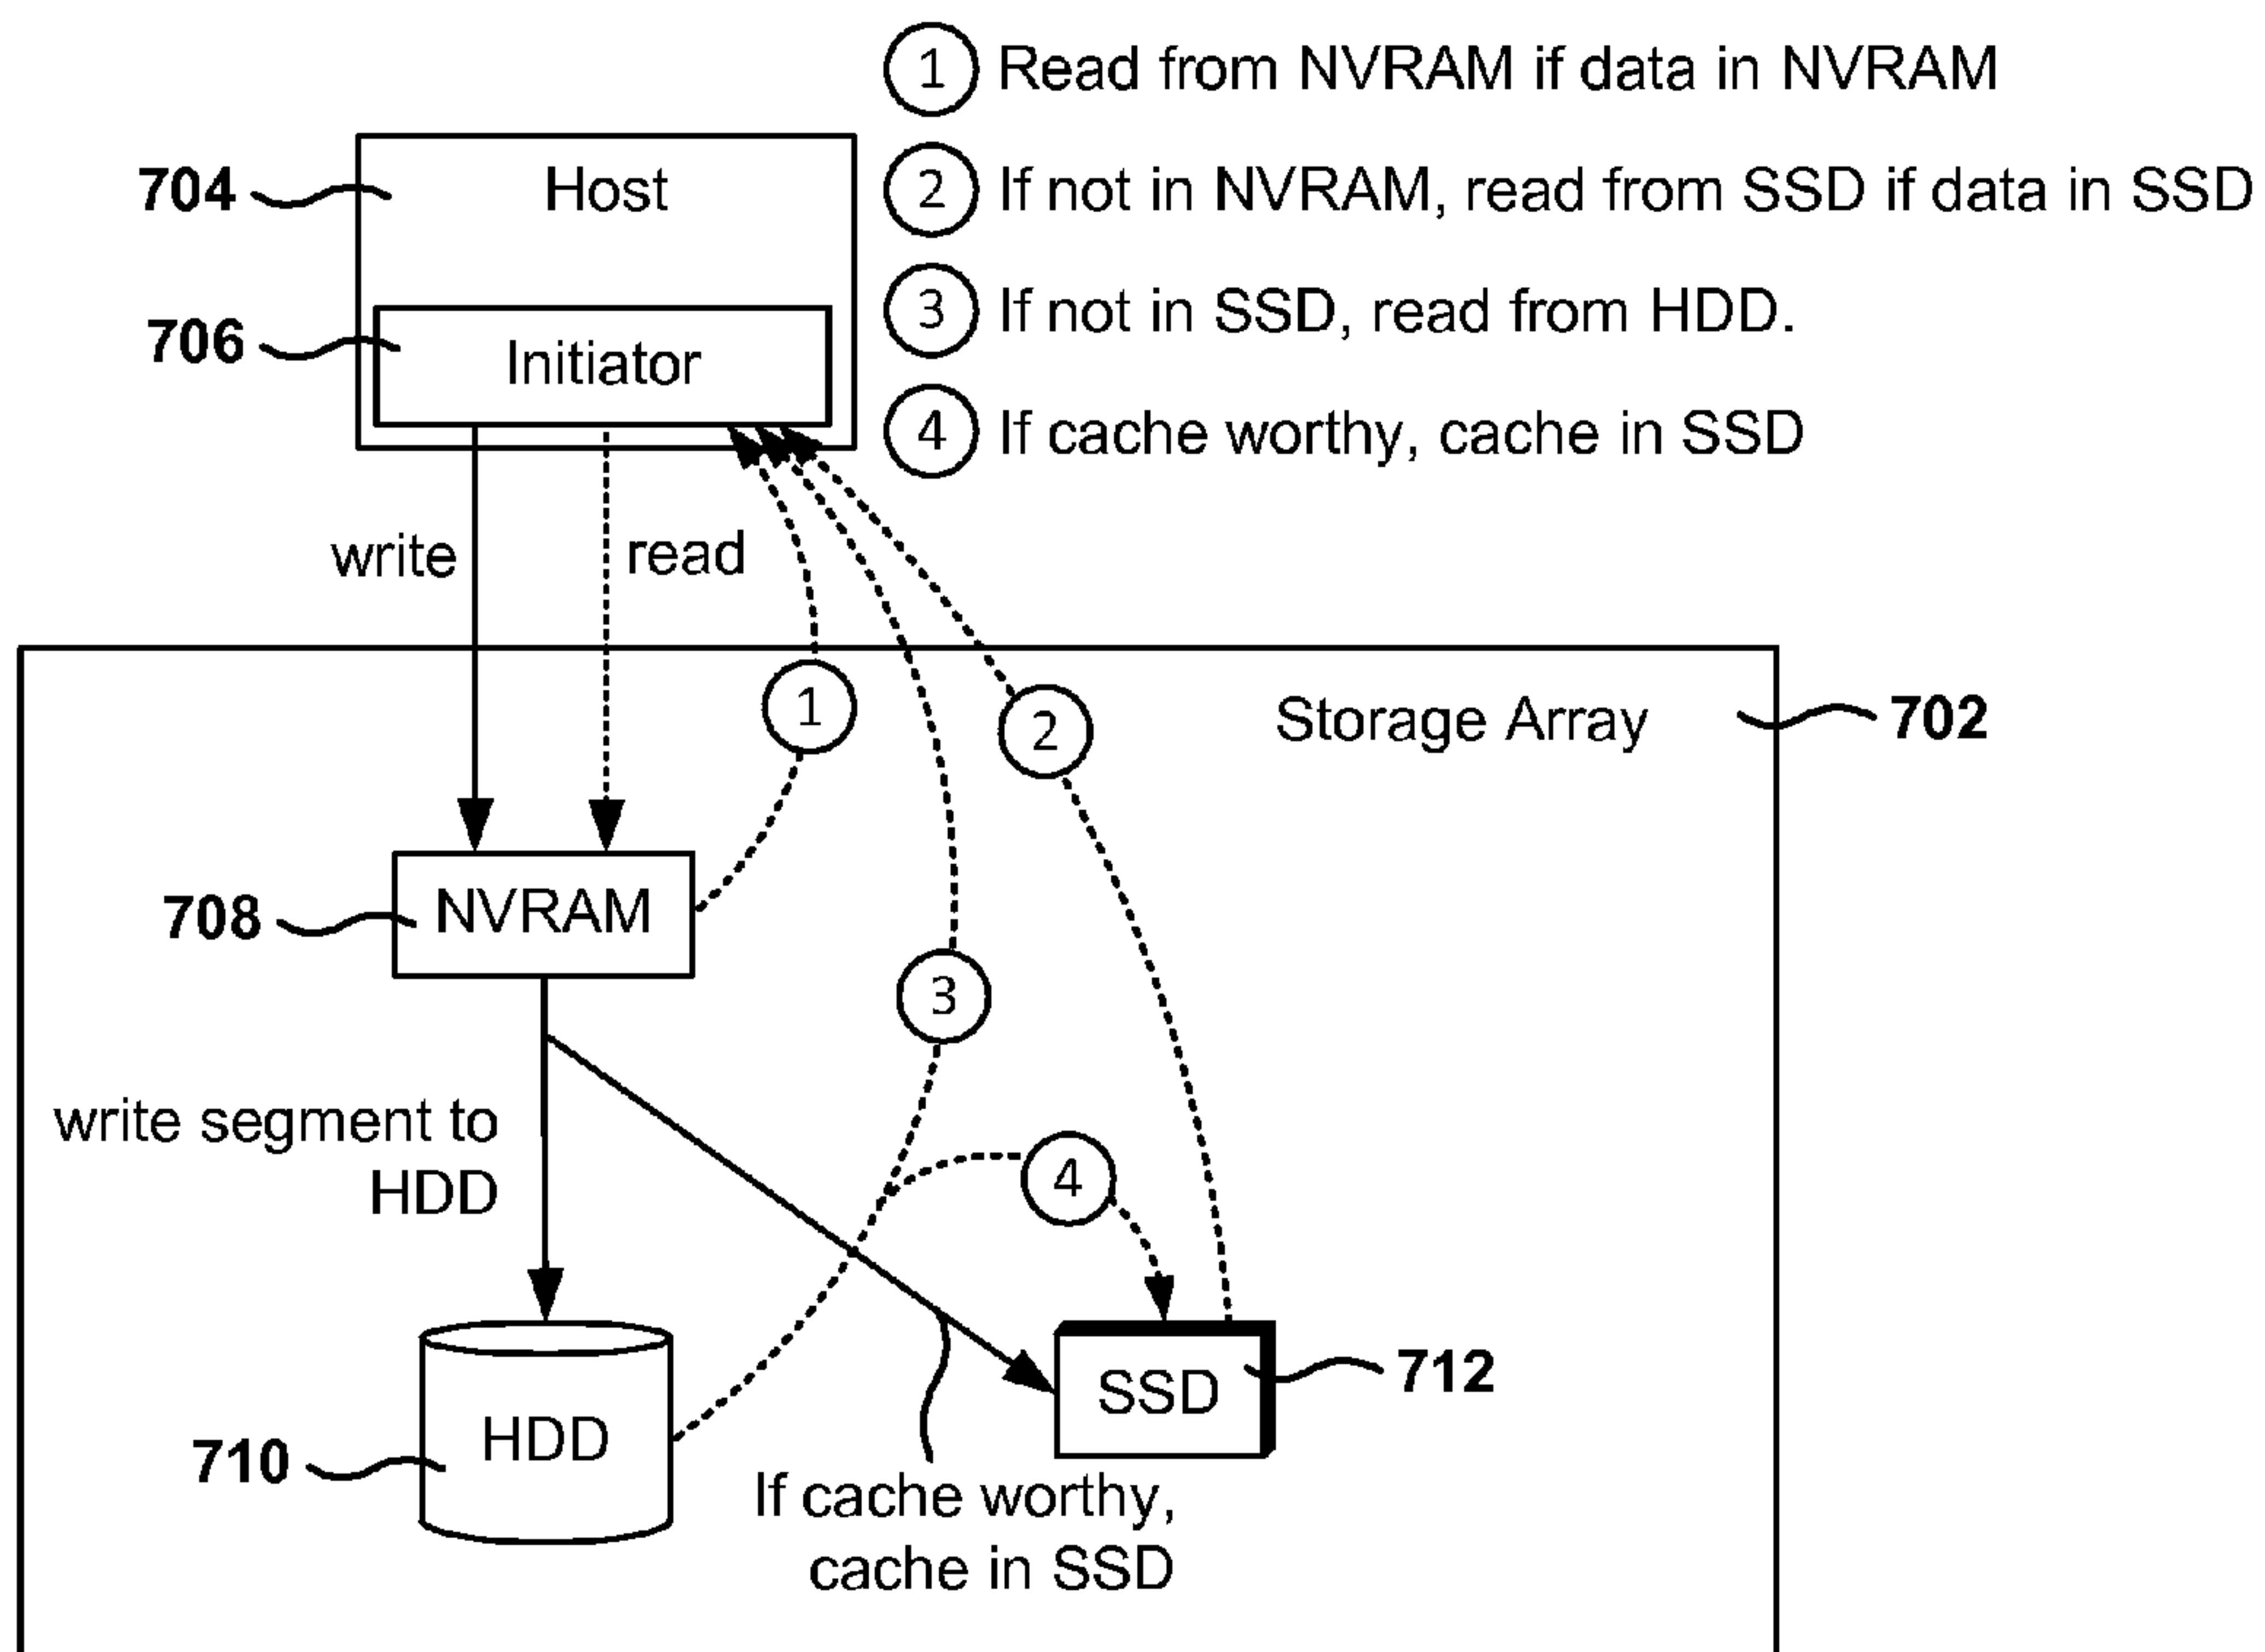 1 Read from NVRAM if data in NVRAM
704 Host
2 If not in NVRAM, read from SSD if data in SSD
706 Initiator
3 If not in SSD, read from HDD.
4 If cache worthy, cache in SSD
write
read
1
2
Storage Array
702
708
NVRAM
3
write segment to
HDD
4
710
HDD
SSD
712
If cache worthy,
cache in SSD